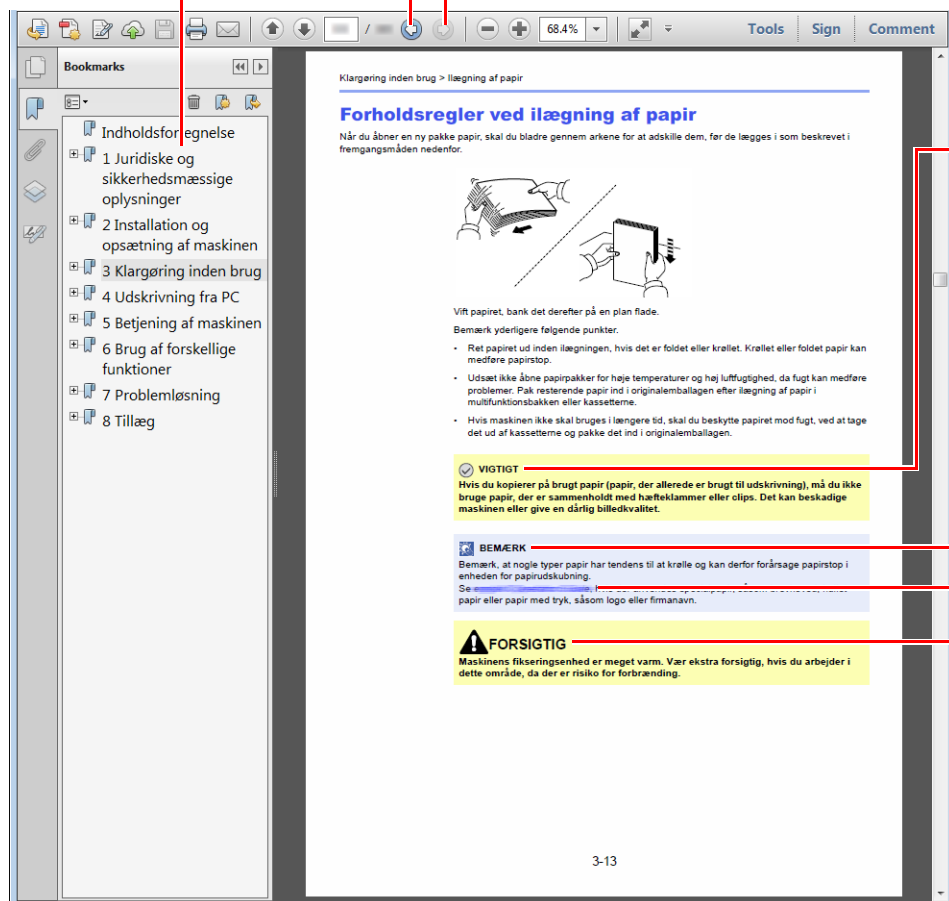 /
68.4%
Tools
Sign
Comment
Bookmarks
Indholdsfortegnelse
1 Juridiske og
sikkerhedsmæssige
oplysninger
2 Installation og
opsætning af maskinen
3 Klargøring inden brug
4 Udskrivning fra PC
5 Betjening af maskinen
6 Brug af forskellige
funktioner
7 Problemløsning
8 Tillæg
Klargøring inden brug > Ilægning af papir
Forholdsregler ved ilægning af papir
Når du åbner en ny pakke papir, skal du bladre gennem arkene for at adskille dem, før de lægges i som beskrevet i
fremgangsmåden nedenfor.
Vift papiret, bank det derefter på en plan flade.
Bemærk yderligere følgende punkter.
• Ret papiret ud inden ilægningen, hvis det er foldet eller krøllet. Krøllet eller foldet papir kan
medføre papirstop.
• Udsæt ikke åbne papirpakker for høje temperaturer og høj luftfugtighed, da fugt kan medføre
problemer. Pak resterende papir ind i originalemballagen efter ilægning af papir i
multifunktionsbakken eller kassetterne.
• Hvis maskinen ikke skal bruges i længere tid, skal du beskytte papiret mod fugt, ved at tage
det ud af kassetterne og pakke det ind i originalemballagen.
VIGTIGT
Hvis du kopierer på brugt papir (papir, der allerede er brugt til udskrivning), må du ikke
bruge papir, der er sammenholdt med hæfteklammer eller clips. Det kan beskadige
maskinen eller give en dårlig billedkvalitet.
BEMÆRK
Bemærk, at nogle typer papir har tendens til at krølle og kan derfor forårsage papirstop i
enheden for papirudskubning.
Se
papir eller papir med tryk, såsom logo eller firmanavn.
FORSIGTIG
Maskinens fikseringsenhed er meget varm. Vær ekstra forsigtig, hvis du arbejder i
dette område, da der er risiko for forbrænding.
3-13